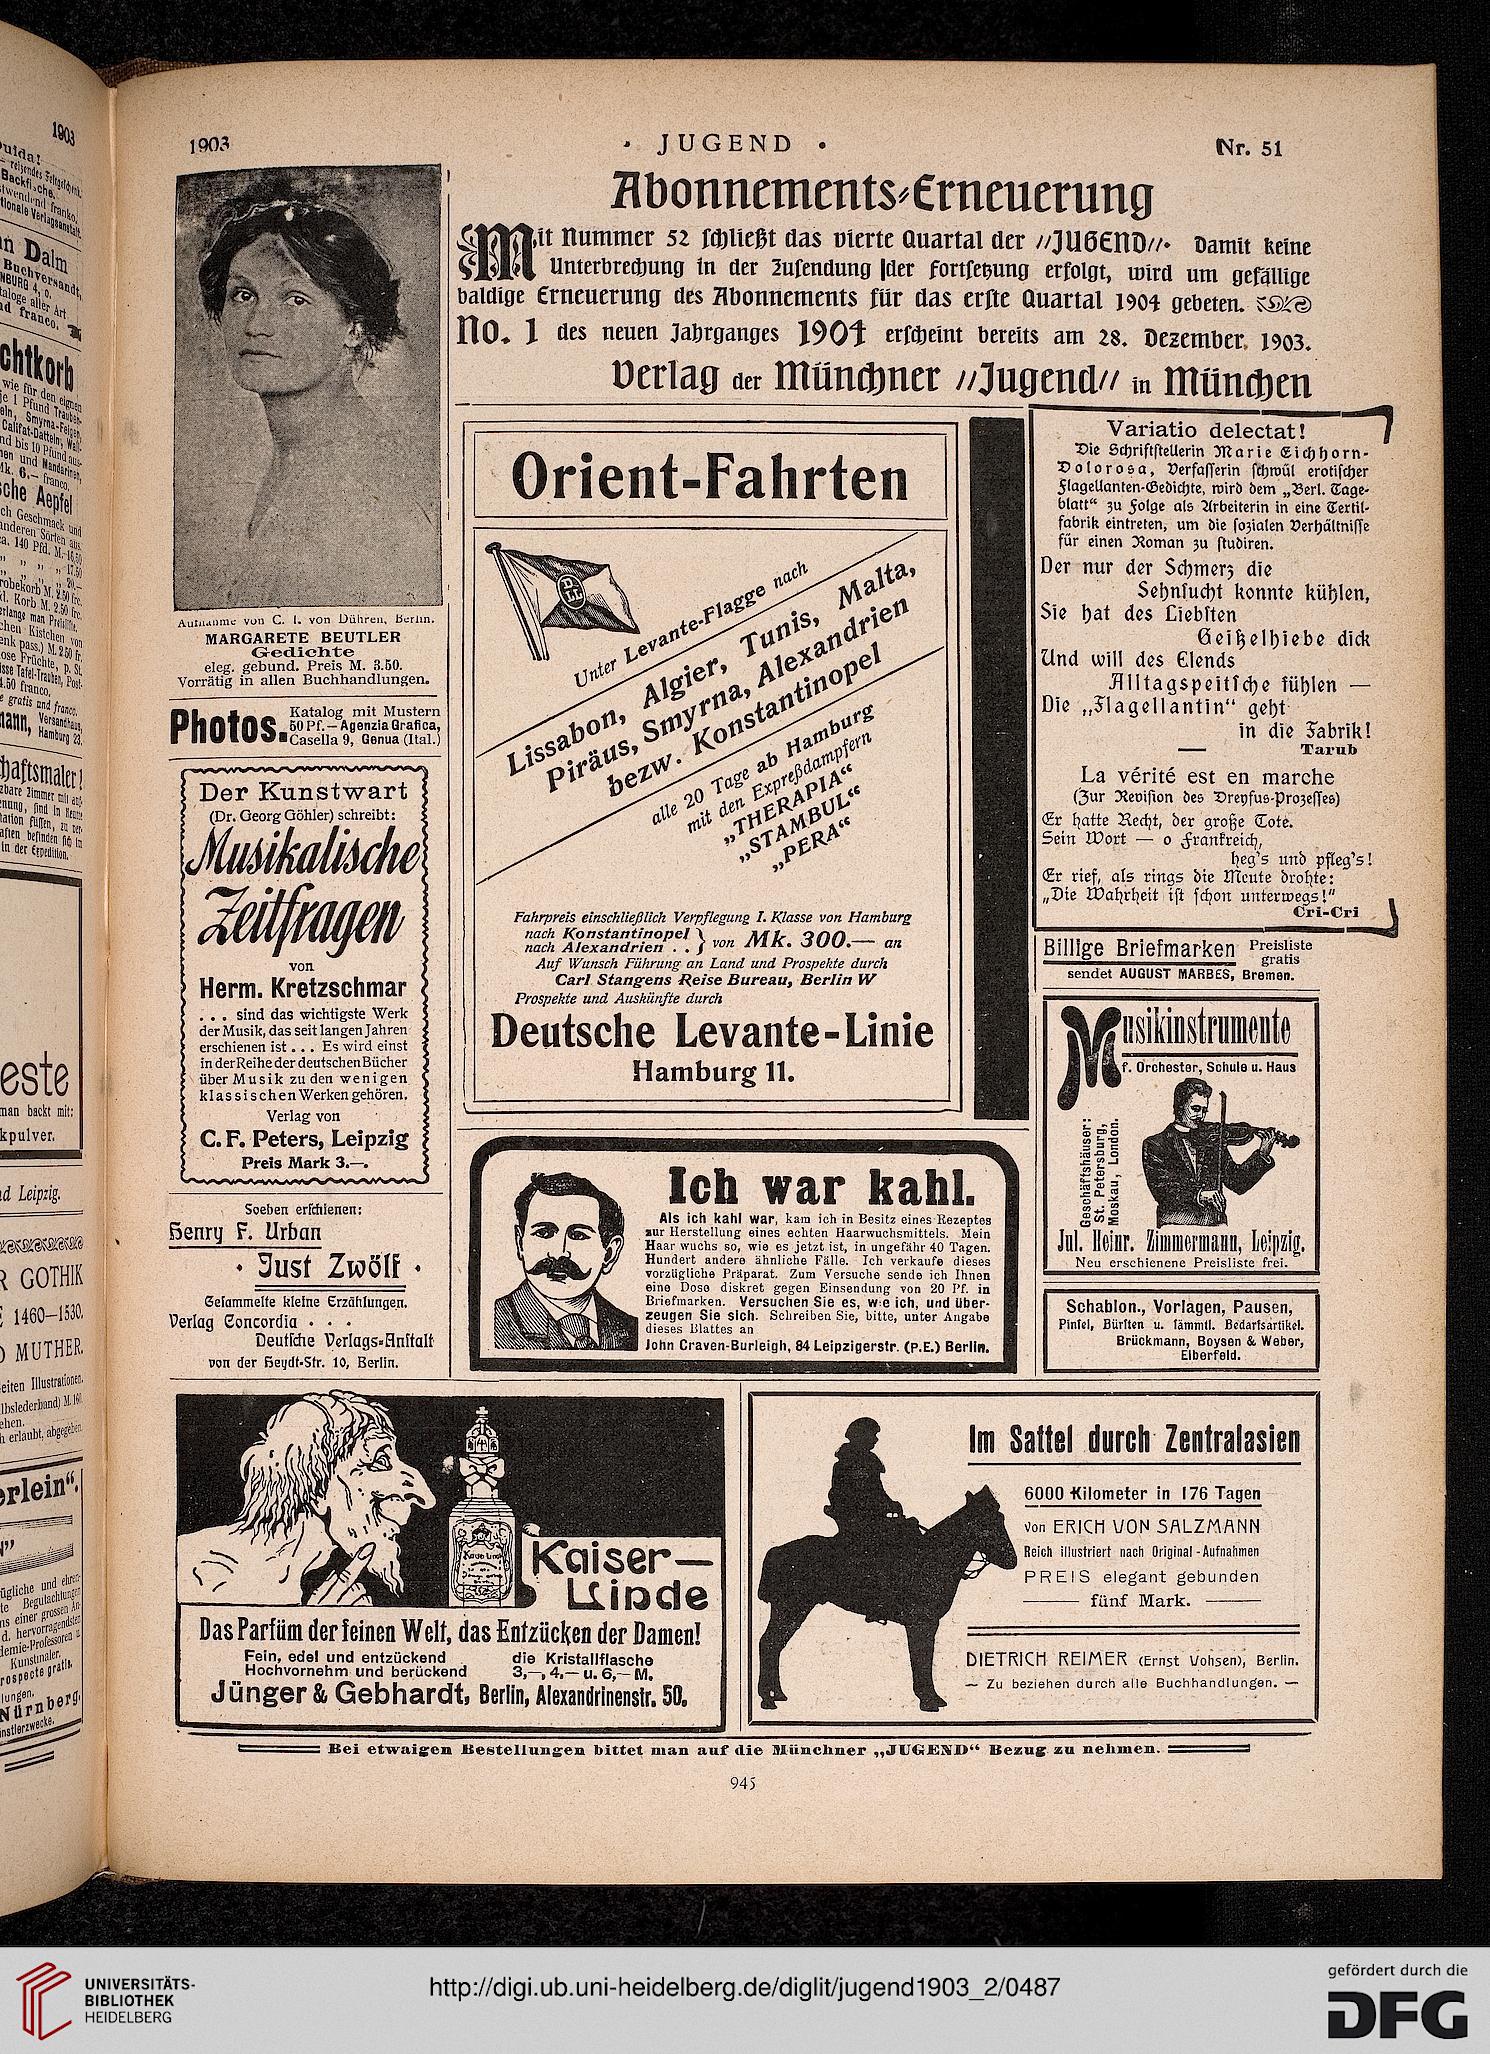 1903
· JUGEND ·
Nr. 51
Aufnahme von C. I. von Dühren, Berlin.
MARGARETE BEUTLER
Gedichte
eleg. gebund. Preis M. 3.50.
Vorrätig in allen Buchhandlungen.
Photos.
Katalog mit Mustern
50 Pf. — Agenzia Grafica,
Casella 9, Genua (Ital.)
Der Kunstwart
(Dr. Georg Göhler) schreibt:
Musikalische
Zeitfragen
von
Herm. Kretzschmar
. . . sind das wichtigste Werk
der Musik, das seit langen Jahren
erschienen ist . . . Es wird einst
in der Reihe der deutschen Bücher
über Musik zu den wenigen
klassischen Werken gehören.
Verlag von
C. F. Peters, Leipzig
Preis Mark 3.—.
Soeben erschienen:
Henry F. Urban
· Just Zwölf ·
Gesammelte kleine Erzählungen.
Verlag Concordia · · ·
Deutsche Verlags-Anstalt
von der Heydt-Str. 10, Berlin.
Abonnements-Erneuerung
Mit Nummer 52 schließt das vierte Quartal der „JUGEND“. Damit keine
Unterbrechung in der Zusendung der Fortsetzung erfolgt, wird um gefällige
baldige Erneuerung des Abonnements für das erste Quartal 1904 gebeten.
No. 1 des neuen Jahrganges 1904 erscheint bereits am 28. Dezember 1903.
Verlag der Münchner „Jugend“ in München
Orient-Fahrten
D L L
Unter Levante-Flagge nach
Lissabon, Algier, Tunis, Malta,
Piräus, Smyrna, Alexandrien
bezw. Konstantinopel
alle 20 Tage ab Hamburg
mit den Expreßdampfern
„THERAPIA“
„STAMBUL“
„PERA“
Fahrpreis einschließlich Verpflegung I. Klasse von Hamburg
nach Konstantinopel
nach Alexandrien . . } von Mk. 300.— an
Auf Wunsch Führung an Land und Prospekte durch
Carl Stangens Reise Bureau, Berlin W
Prospekte und Auskünfte durch
Deutsche Levante-Linie
Hamburg 11.
Ich war kahl.
Als ich kahl war, kam ich in Besitz eines Rezeptes
zur Herstellung eines echten Haarwuchsmittels. Mein
Haar wuchs so, wie es jetzt ist, in ungefähr 40 Tagen.
Hundert andere ähnliche Fälle. Ich verkaufe dieses
vorzügliche Präparat. Zum Versuche sende ich Ihnen
eine Dose diskret gegen Einsendung von 20 Pf. in
Briefmarken. Versuchen Sie es, wie ich, und über-
zeugen Sie sich. Schreiben Sie, bitte, unter Angabe
dieses Blattes an
John Craven-Burleigh, 84 Leipzigerstr. (P.E.) Berlin.
Variatio delectat!
Die Schriftstellerin Marie Eichhorn-
Dolorosa, Verfasserin schwül erotischer
Flagellanten-Gedichte, wird dem „Berl. Tage-
blatt“ zu Folge als Arbeiterin in eine Textil-
fabrik eintreten, um die sozialen Verhältnisse
für einen Roman zu studiren.
Der nur der Schmerz die
Sehnsucht konnte kühlen,
Sie hat des Liebsten
Geißelhiebe dick
Und will des Elends
Alltagspeitsche fühlen —
Die „Flagellantin“ geht
in die Fabrik!
Tarub
La vérité est en marche
(Zur Revision des Dreyfus-Prozesses)
Er hatte Recht, der große Tote.
Sein Wort — o Frankreich,
heg's und pfleg's!
Er rief, als rings die Meute drohte:
„Die Wahrheit ist schon unterwegs!“
Cri-Cri
Billige Briefmarken Preisliste
gratis
sendet AUGUST MARBES, Bremen.
Musikinstrumente
f. Orchester, Schule u. Haus
Geschäftshäuser:
St. Petersburg,
Moskau, London.
Jul. Heinr. Zimmermann, Leipzig.
Neu erschienene Preisliste frei.
Schablon., Vorlagen, Pausen,
Pinsel, Bürsten u. sämmtl. Bedarfsartikel.
Brückmann, Boysen & Weber,
Elberfeld.
Kaiser—
Linde
Das Parfüm der feinen Welt, das Entzücken der Damen!
Fein, edel und entzückend
Hochvornehm und berückend
die Kristallflasche
3,—, 4,— u. 6,— M.
Jünger & Gebhardt, Berlin, Alexandrinenstr. 50.
Im Sattel durch Zentralasien
6000 Kilometer in 176 Tagen
von ERICH VON SALZMANN
Reich illustriert nach Original-Aufnahmen
PREIS elegant gebunden
fünf Mark.
DIETRICH REIMER (Ernst Vohsen), Berlin.
— Zu beziehen durch alle Buchhandlungen. —
Bei etwaigen Bestellungen bittet man auf die Münchner „JUGEND“ Bezug zu nehmen.
945
UNIVERSITÄTS-
BIBLIOTHEK
HEIDELBERG
http://digi.ub.uni-heidelberg.de/diglit/jugend1903_2/0487
gefördert durch die
DFG